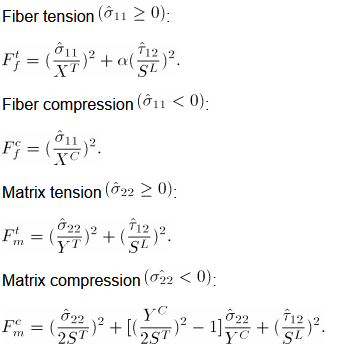 Fiber tension (σ̂₁₁ ≥ 0):
F_f^t = (σ̂₁₁/X^T)² + α(τ̂₁₂/S^L)².
Fiber compression (σ̂₁₁ < 0):
F_f^c = (σ̂₁₁/X^C)².
Matrix tension (σ̂₂₂ ≥ 0):
F_m^t = (σ̂₂₂/Y^T)² + (τ̂₁₂/S^L)².
Matrix compression (σ̂₂₂ < 0):
F_m^c = (σ̂₂₂/2S^T)² + [(Y^C/2S^T)² − 1]σ̂₂₂/Y^C + (τ̂₁₂/S^L)².